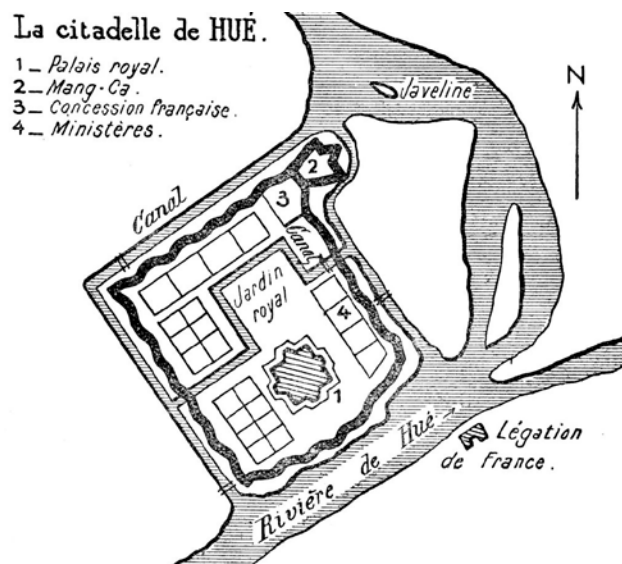 La citadelle de HUÉ.
1 _ Palais royal.
2 _ Mang-Ca.
3 _ Concession française.
4 _ Ministères.
Javeline
N
2
3
Canal
Canal
Jardin
royal
4
1
Rivière de Hué
Légation
de France.